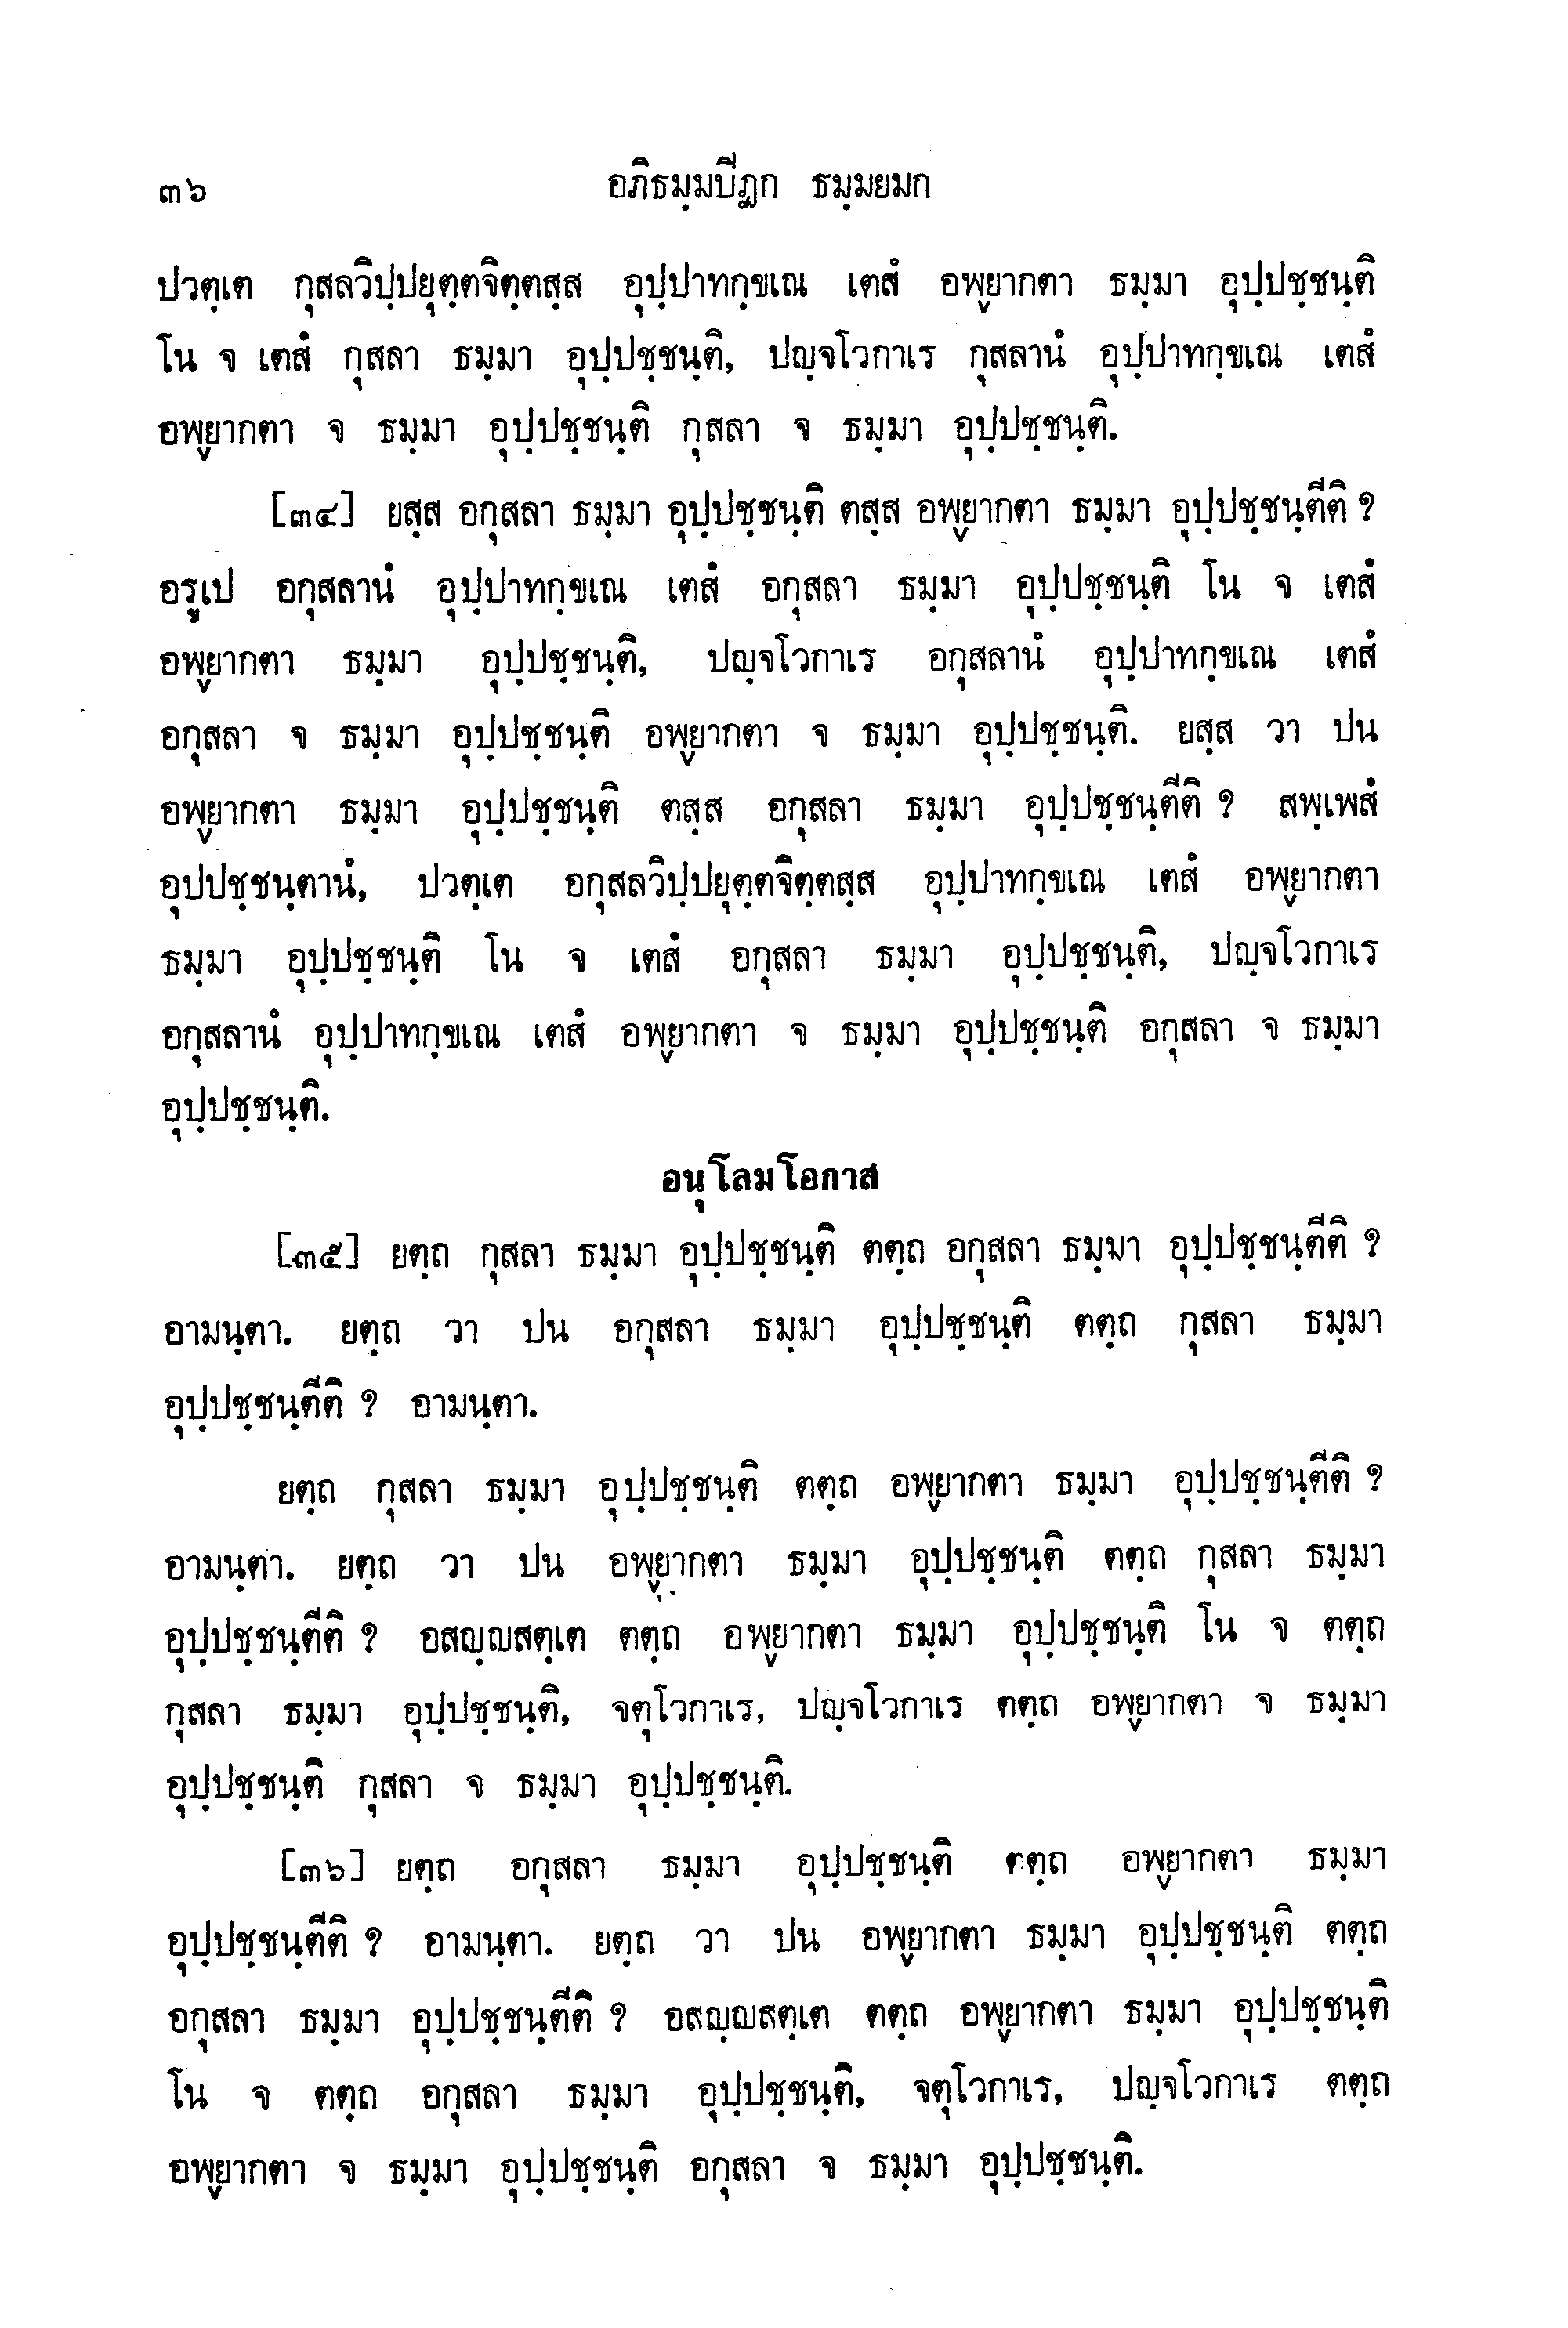 ๓๖ อภิธมฺมปีฏก ธมฺมยมก
ปวตฺเต กุสลวิปฺปยุตฺตจิตฺตสฺส อุปฺปาทกฺขเณ เตสํ อพฺยากตา ธมฺมา อุปฺปชฺชนฺติ
โน จ เตสํ กุสลา ธมฺมา อุปฺปชฺชนฺติ, ปญฺจโวกาเร กุสลานํ อุปฺปาทกฺขเณ เตสํ
อพฺยากตา จ ธมฺมา อุปฺปชฺชนฺติ กุสลา จ ธมฺมา อุปฺปชฺชนฺติ.
[๓๔] ยสฺส อกุสลา ธมฺมา อุปฺปชฺชนฺติ ตสฺส อพฺยากตา ธมฺมา อุปฺปชฺชนฺตีติ ?
อรูเป อกุสลานํ อุปฺปาทกฺขเณ เตสํ อกุสลา ธมฺมา อุปฺปชฺชนฺติ โน จ เตสํ
อพฺยากตา ธมฺมา อุปฺปชฺชนฺติ, ปญฺจโวกาเร อกุสลานํ อุปฺปาทกฺขเณ เตสํ
อกุสลา จ ธมฺมา อุปฺปชฺชนฺติ อพฺยากตา จ ธมฺมา อุปฺปชฺชนฺติ. ยสฺส วา ปน
อพฺยากตา ธมฺมา อุปฺปชฺชนฺติ ตสฺส อกุสลา ธมฺมา อุปฺปชฺชนฺตีติ ? สพฺเพสํ
อุปปชฺชนฺตานํ, ปวตฺเต อกุสลวิปฺปยุตฺตจิตฺตสฺส อุปฺปาทกฺขเณ เตสํ อพฺยากตา
ธมฺมา อุปฺปชฺชนฺติ โน จ เตสํ อกุสลา ธมฺมา อุปฺปชฺชนฺติ, ปญฺจโวกาเร
อกุสลานํ อุปฺปาทกฺขเณ เตสํ อพฺยากตา จ ธมฺมา อุปฺปชฺชนฺติ อกุสลา จ ธมฺมา
อุปฺปชฺชนฺติ.
อนุโลมโอกาส
[๓๕] ยตฺถ กุสลา ธมฺมา อุปฺปชฺชนฺติ ตตฺถ อกุสลา ธมฺมา อุปฺปชฺชนฺตีติ ?
อามนฺตา. ยตฺถ วา ปน อกุสลา ธมฺมา อุปฺปชฺชนฺติ ตตฺถ กุสลา ธมฺมา
อุปฺปชฺชนฺตีติ ? อามนฺตา.
ยตฺถ กุสลา ธมฺมา อุปฺปชฺชนฺติ ตตฺถ อพฺยากตา ธมฺมา อุปฺปชฺชนฺตีติ ?
อามนฺตา. ยตฺถ วา ปน อพฺยากตา ธมฺมา อุปฺปชฺชนฺติ ตตฺถ กุสลา ธมฺมา
อุปฺปชฺชนฺตีติ ? อสญฺญสตฺเต ตตฺถ อพฺยากตา ธมฺมา อุปฺปชฺชนฺติ โน จ ตตฺถ
กุสลา ธมฺมา อุปฺปชฺชนฺติ, จตุโวกาเร, ปญฺจโวกาเร ตตฺถ อพฺยากตา จ ธมฺมา
อุปฺปชฺชนฺติ กุสลา จ ธมฺมา อุปฺปชฺชนฺติ.
[๓๖] ยตฺถ อกุสลา ธมฺมา อุปฺปชฺชนฺติ ตตฺถ อพฺยากตา ธมฺมา
อุปฺปชฺชนฺตีติ ? อามนฺตา. ยตฺถ วา ปน อพฺยากตา ธมฺมา อุปฺปชฺชนฺติ ตตฺถ
อกุสลา ธมฺมา อุปฺปชฺชนฺตีติ ? อสญฺญสตฺเต ตตฺถ อพฺยากตา ธมฺมา อุปฺปชฺชนฺติ
โน จ ตตฺถ อกุสลา ธมฺมา อุปฺปชฺชนฺติ, จตุโวกาเร, ปญฺจโวกาเร ตตฺถ
อพฺยากตา จ ธมฺมา อุปฺปชฺชนฺติ อกุสลา จ ธมฺมา อุปฺปชฺชนฺติ.